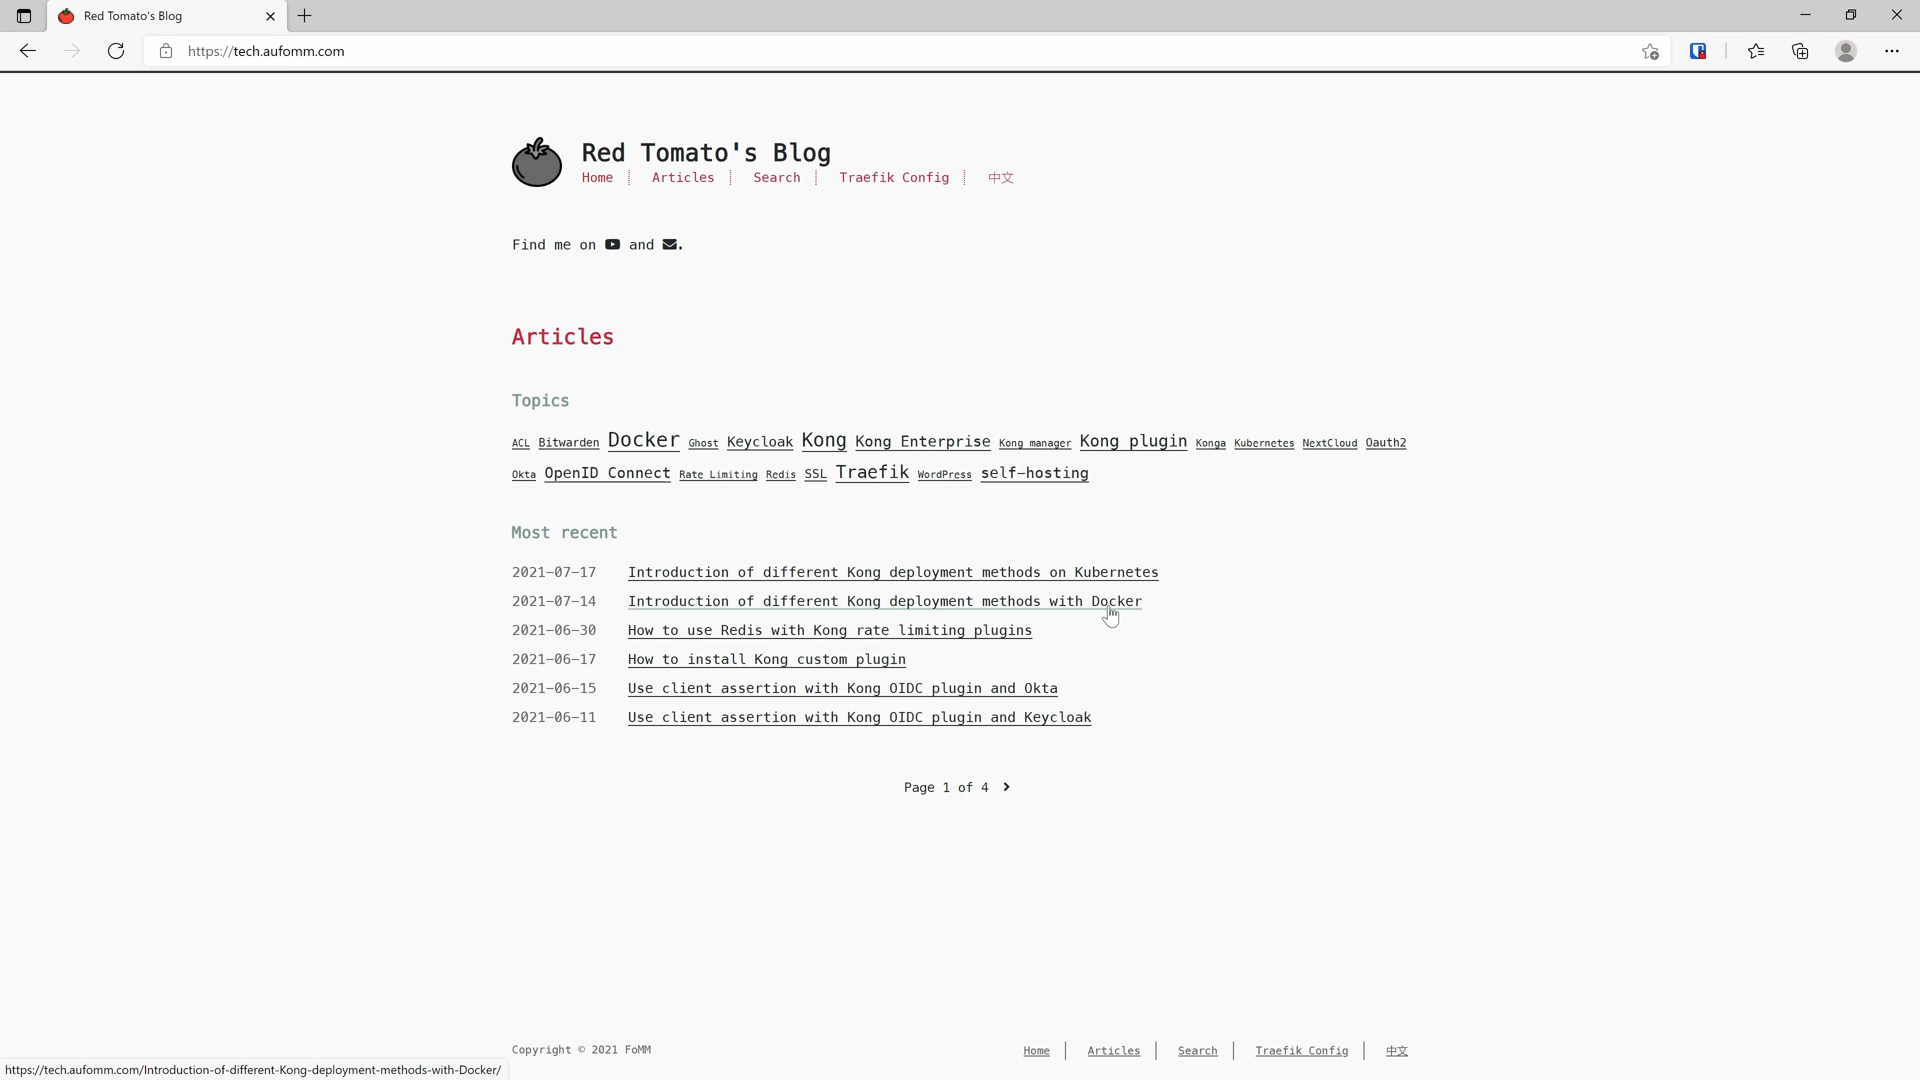 Red Tomato's Blog
https://tech.aufomm.com
Red Tomato's Blog
Home Articles Search Traefik Config 中文
Find me on and .
Articles
Topics
ACL Bitwarden Docker Ghost Keycloak Kong Kong Enterprise Kong manager Kong plugin Konga Kubernetes NextCloud Oauth2
Okta OpenID Connect Rate Limiting Redis SSL Traefik WordPress self-hosting
Most recent
2021-07-17 Introduction of different Kong deployment methods on Kubernetes
2021-07-14 Introduction of different Kong deployment methods with Docker
2021-06-30 How to use Redis with Kong rate limiting plugins
2021-06-17 How to install Kong custom plugin
2021-06-15 Use client assertion with Kong OIDC plugin and Okta
2021-06-11 Use client assertion with Kong OIDC plugin and Keycloak
Page 1 of 4
Copyright © 2021 FoMM Home Articles Search Traefik Config 中文
https://tech.aufomm.com/Introduction-of-different-Kong-deployment-methods-with-Docker/